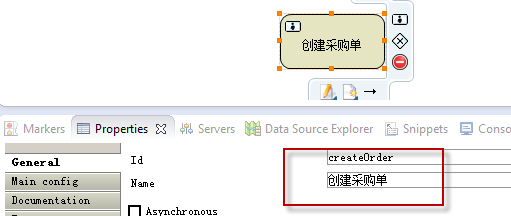 创建采购单
Markers Properties Servers Data Source Explorer Snippets Conso
General
Id createOrder
Main config
Name 创建采购单
Documentation
Asynchronous